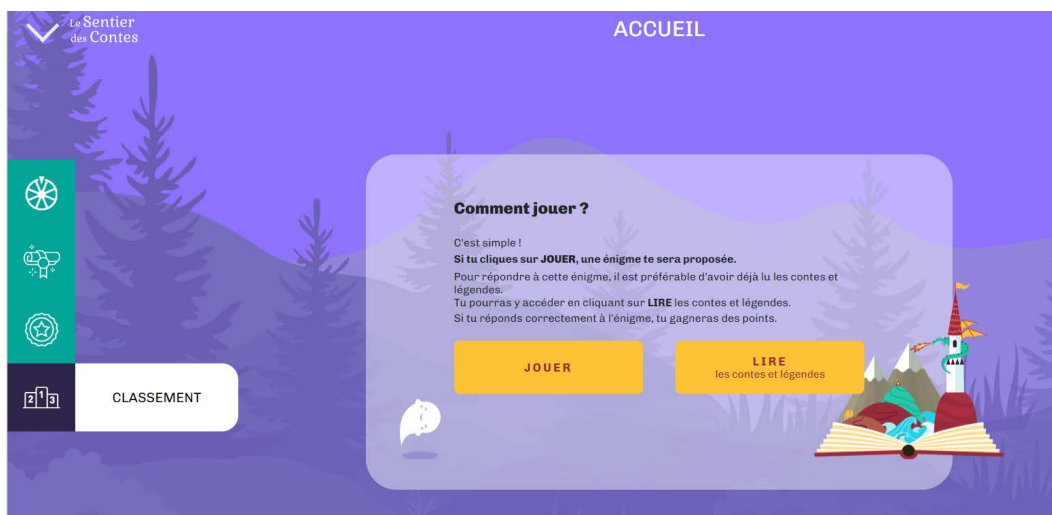 Le Sentier
des Contes
ACCUEIL
Comment jouer ?
C'est simple !
Si tu cliques sur JOUER, une énigme te sera proposée.
Pour répondre à cette énigme, il est préférable d'avoir déjà lu les contes et
légendes.
Tu pourras y accéder en cliquant sur LIRE les contes et légendes.
Si tu réponds correctement à l'énigme, tu gagneras des points.
JOUER
LIRE
les contes et légendes
2 1 3
CLASSEMENT